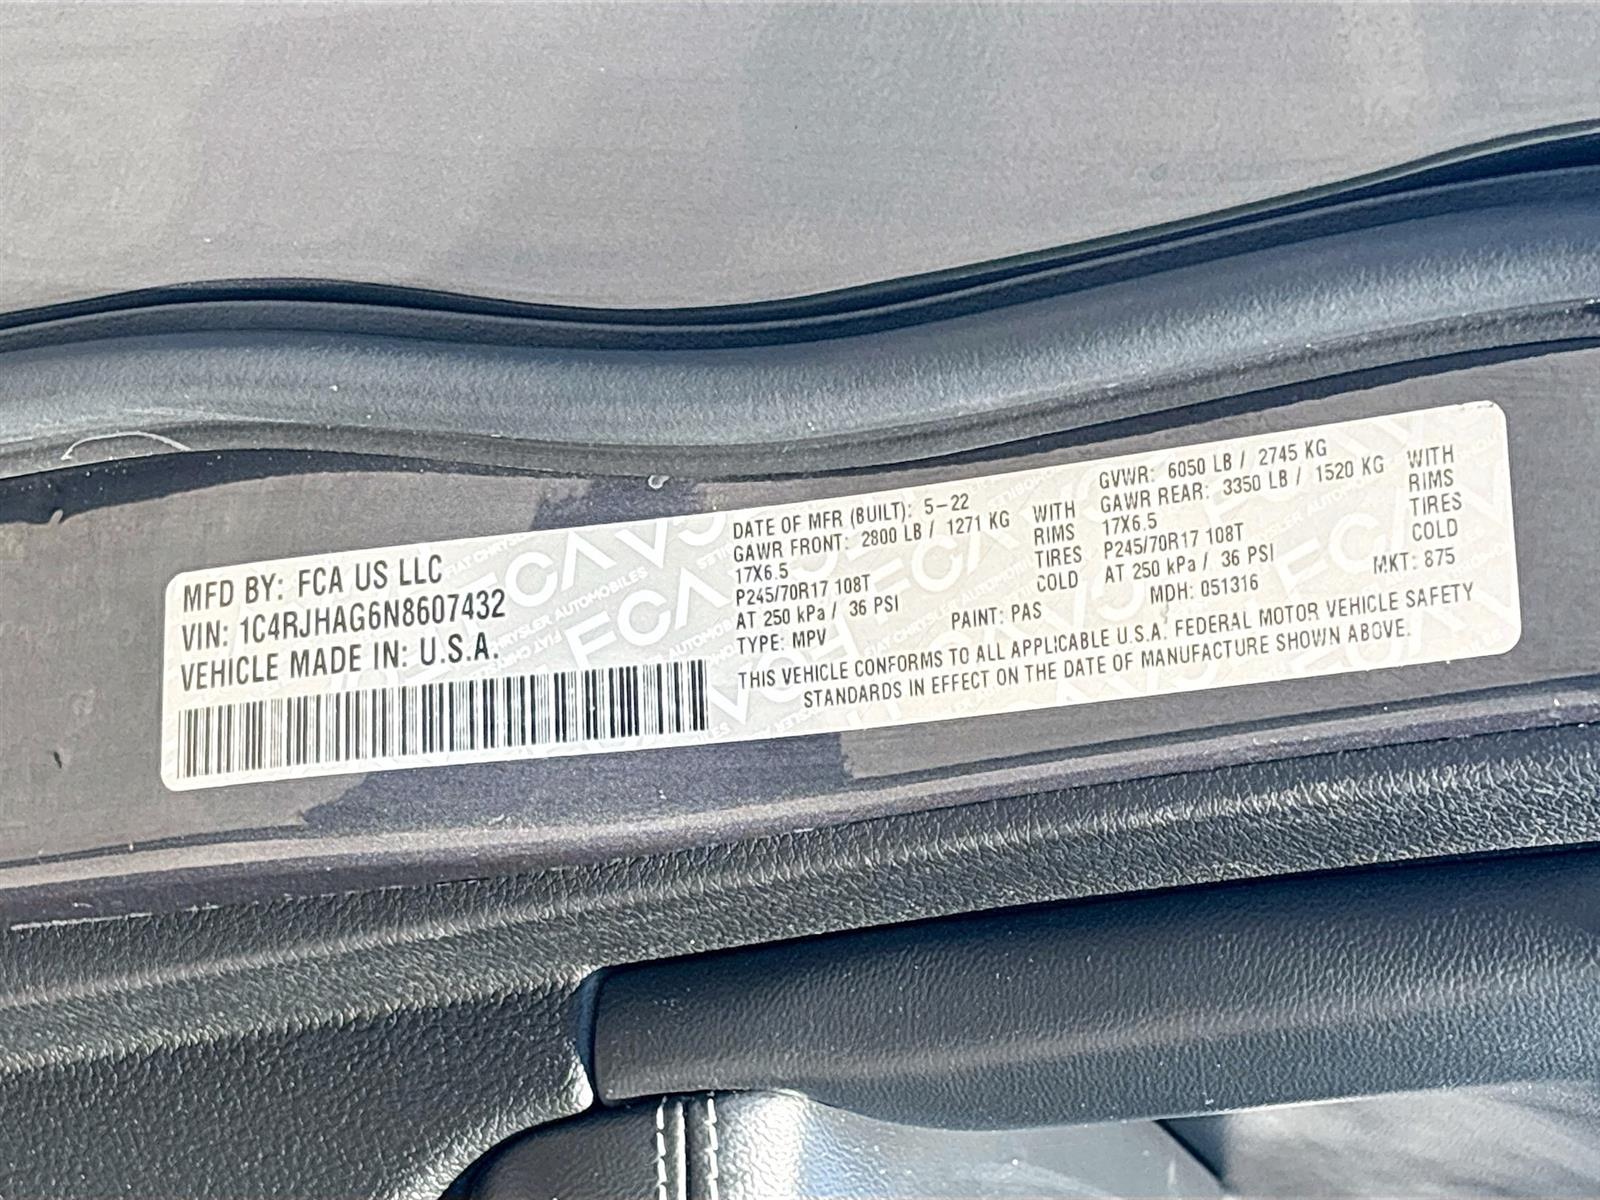 MFD BY: FCA US LLC
VIN: 1C4RJHAG6N8607432
VEHICLE MADE IN: U.S.A.
DATE OF MFR (BUILT): 5-22
GAWR FRONT: 2800 LB / 1271 KG WITH
17X6.5 RIMS
P245/70R17 108T TIRES
AT 250 kPa / 36 PSI COLD
TYPE: MPV PAINT: PAS
GVWR: 6050 LB / 2745 KG
GAWR REAR: 3350 LB / 1520 KG WITH
17X6.5 RIMS
P245/70R17 108T TIRES
AT 250 kPa / 36 PSI COLD
MDH: 051316 MKT: 875
THIS VEHICLE CONFORMS TO ALL APPLICABLE U.S.A. FEDERAL MOTOR VEHICLE SAFETY
STANDARDS IN EFFECT ON THE DATE OF MANUFACTURE SHOWN ABOVE.